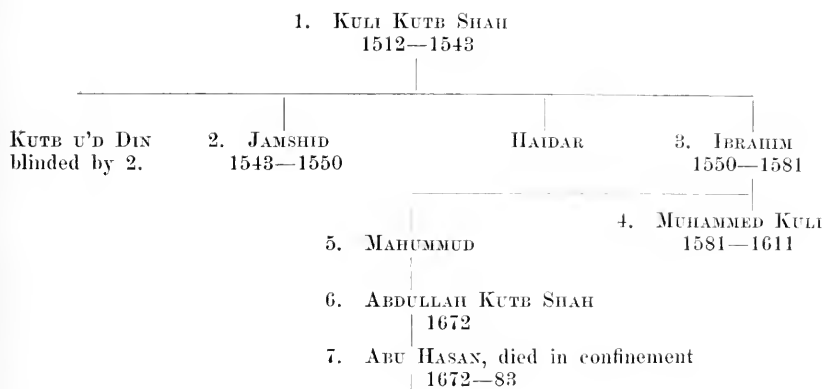 1. KULI KUTB SHAH
1512—1543
KUTB U'D DIN 2. JAMSHID HAIDAR 3. IBRAHIM
blinded by 2. 1543—1550 1550—1581
4. MUHAMMED KULI
5. MAHUMMUD 1581—1611
6. ABDULLAH KUTB SHAH
1672
7. ABU HASAN, died in confinement
1672—83